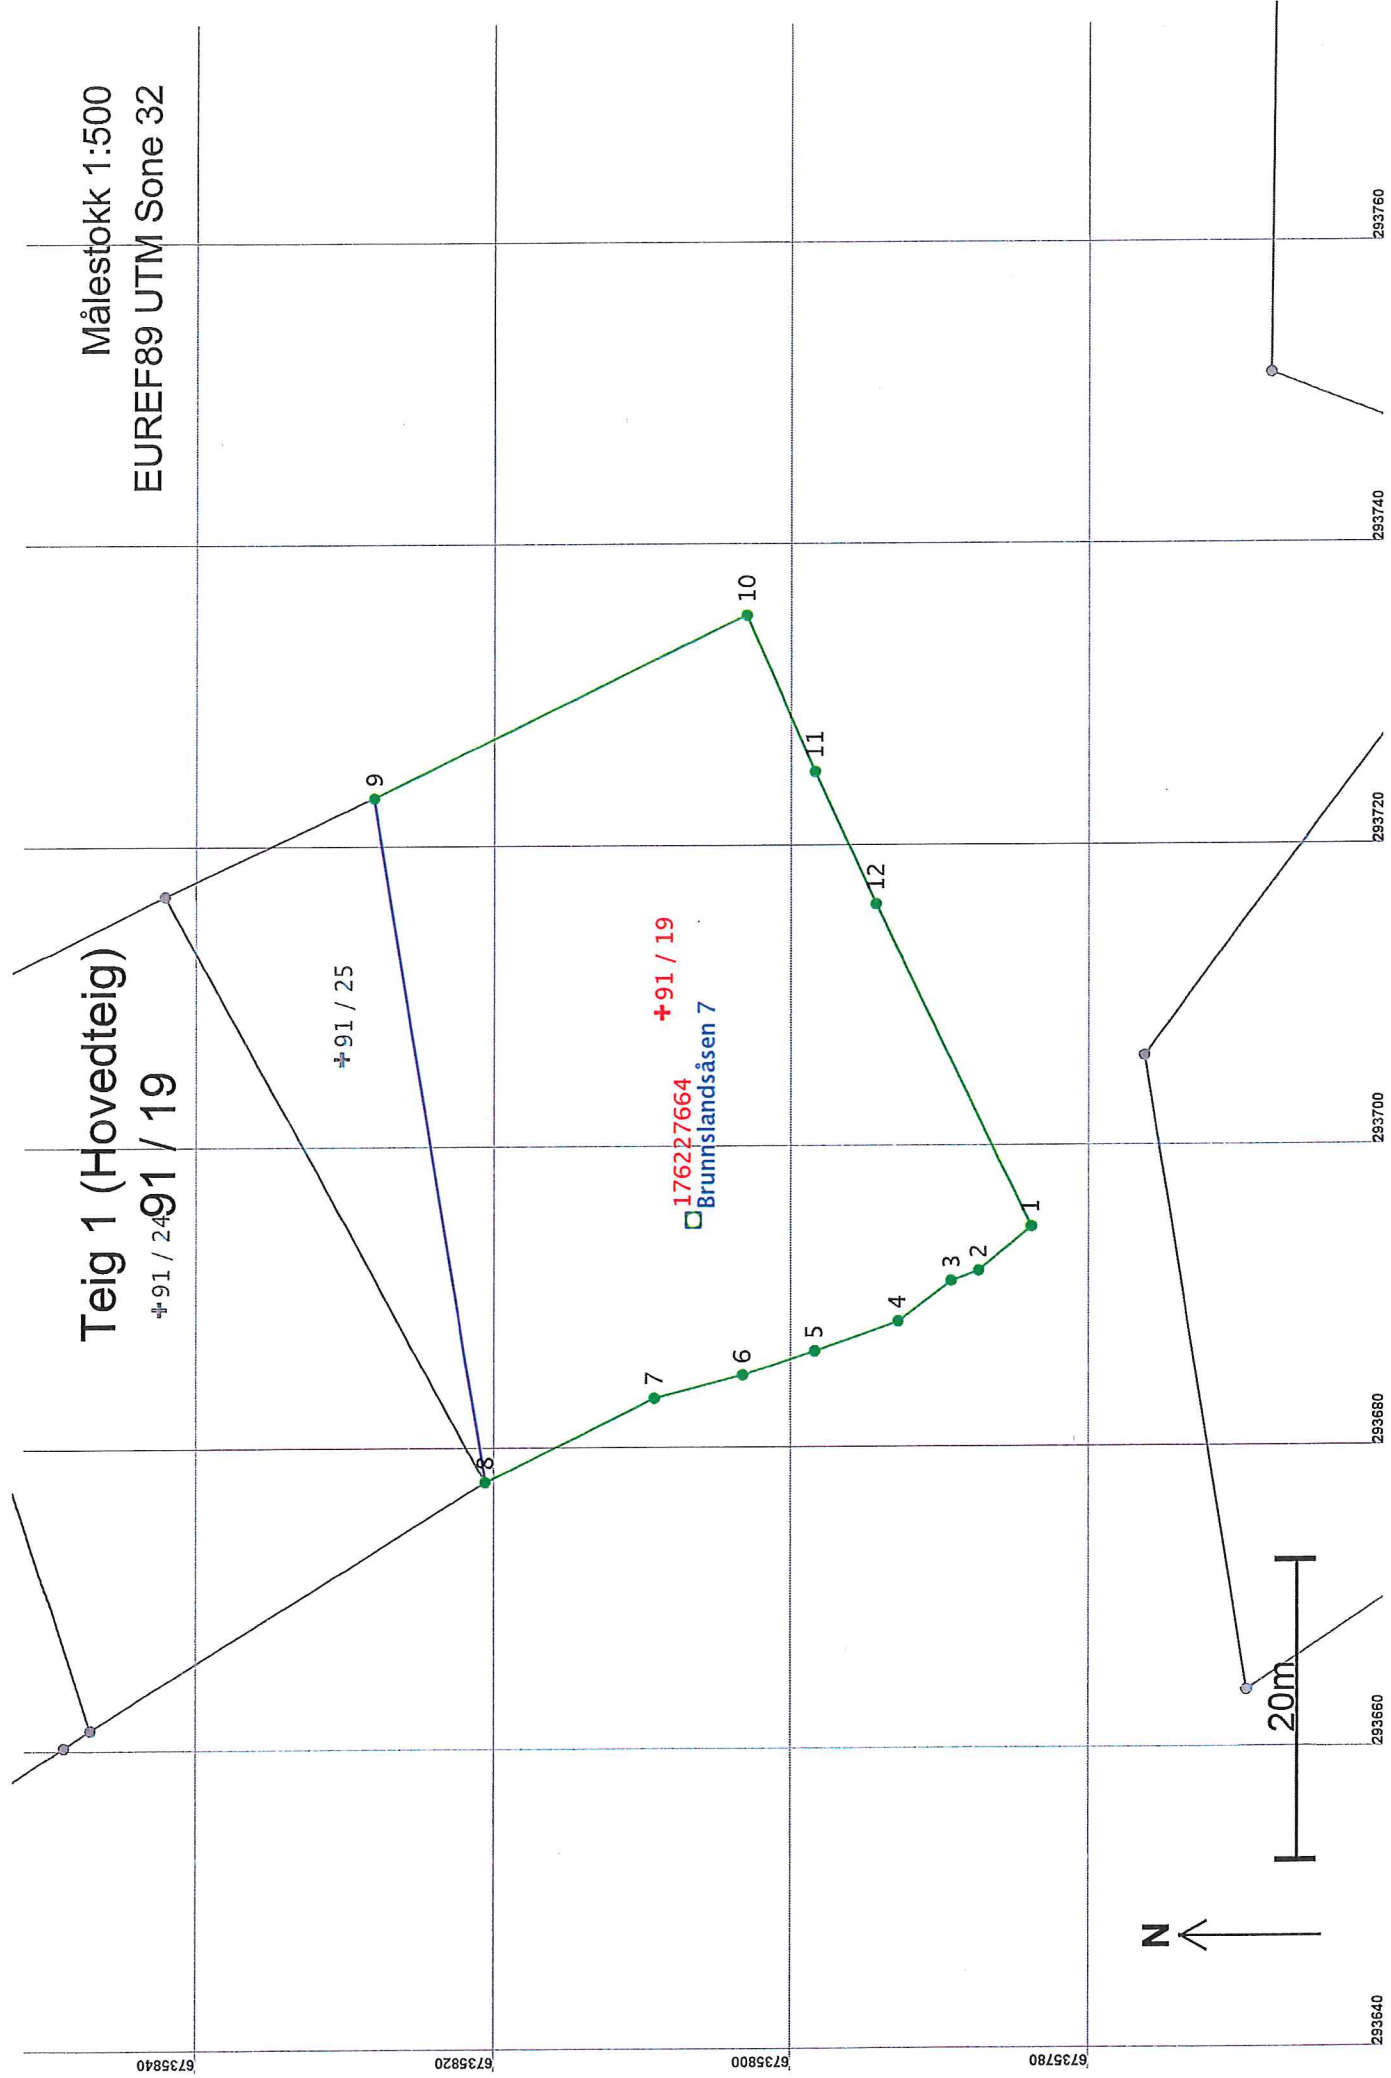 Målestokk 1:500
EUREF89 UTM Sone 32
Teig 1 (Hovedteig)
91 / 19
91 / 24
91 / 25
9
10
11
12
8
7
6
5
4
3
2
1
91 / 19
176227664
Brunnslandsåsen 7
6735840
6735820
6735800
6735780
N
20m
293640
293660
293680
293700
293720
293740
293760